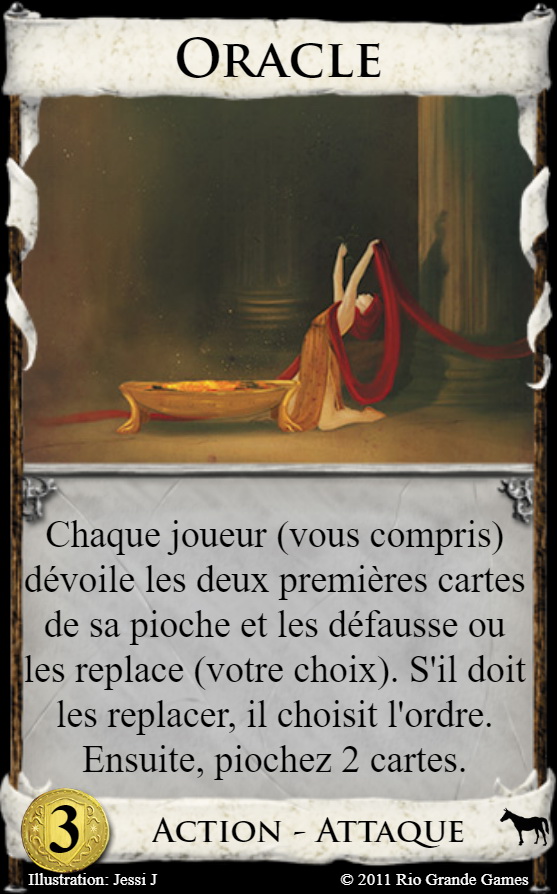 ORACLE
Chaque joueur (vous compris)
dévoile les deux premières cartes
de sa pioche et les défausse ou
les replace (votre choix). S'il doit
les replacer, il choisit l'ordre.
Ensuite, piochez 2 cartes.
3
ACTION - ATTAQUE
Illustration: Jessi J
© 2011 Rio Grande Games